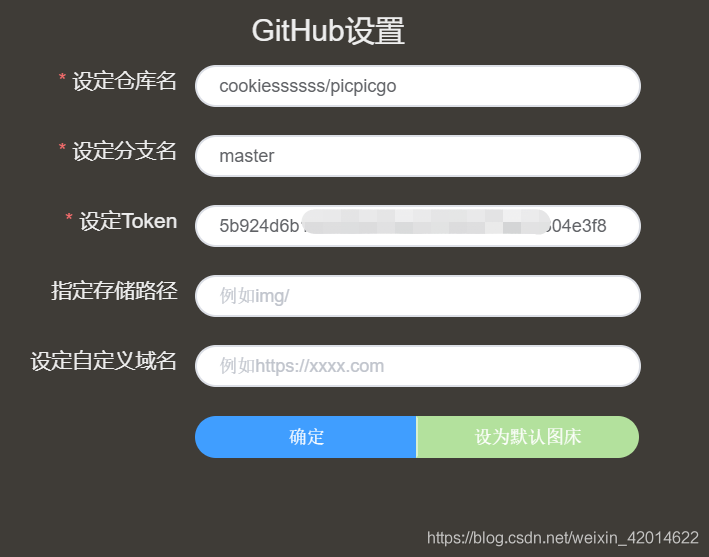 GitHub设置
* 设定仓库名
cookiessssss/picpicgo
* 设定分支名
master
* 设定Token
5b924d6b 04e3f8
指定存储路径
例如img/
设定自定义域名
例如https://xxxx.com
确定
设为默认图床
https://blog.csdn.net/weixin_42014622